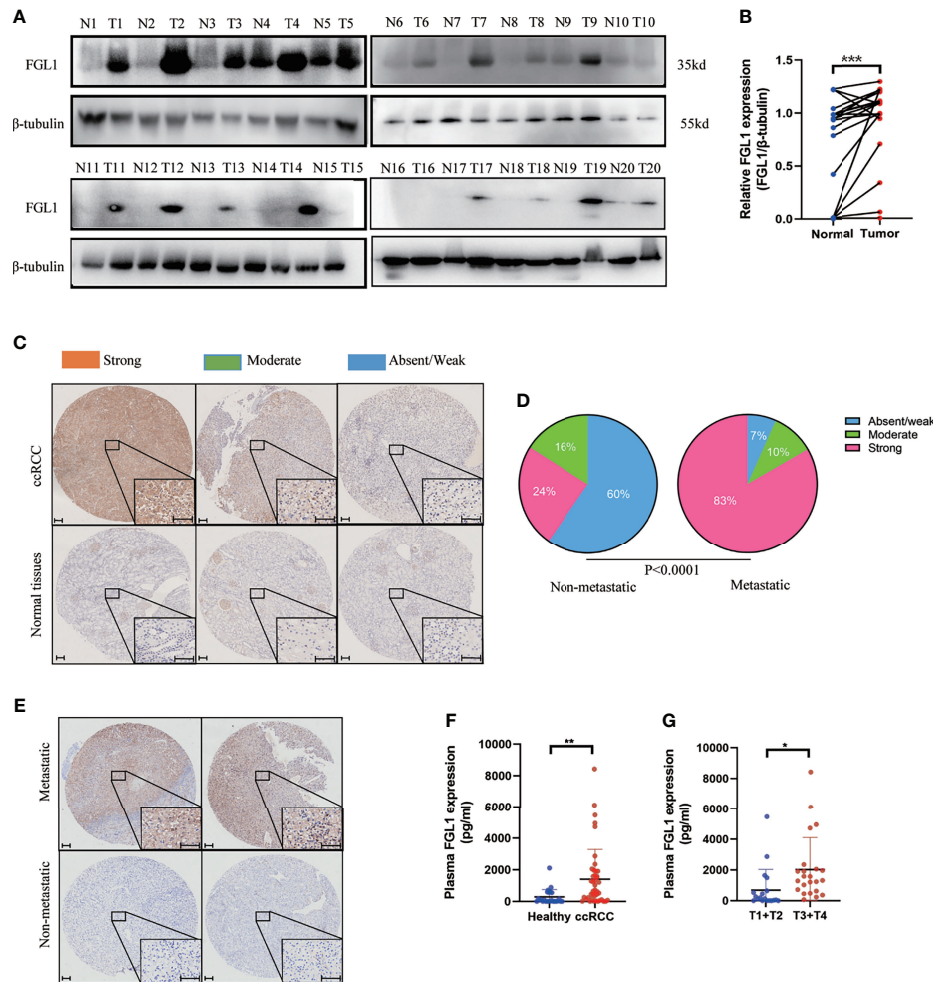 A
N1 T1 N2 T2 N3 T3 N4 T4 N5 T5
N6 T6 N7 T7 N8 T8 N9 T9 N10 T10
FGL1
35kd
β-tubulin
55kd
N11 T11 N12 T12 N13 T13 N14 T14 N15 T15
N16 T16 N17 T17 N18 T18 N19 T19 N20 T20
FGL1
β-tubulin
B
***
Relative FGL1 expression
(FGL1/β-tubulin)
1.5
1.0
0.5
0.0
Normal Tumor
C
Strong
Moderate
Absent/Weak
ccRCC
Normal tissues
D
16%
24%
60%
7%
10%
83%
Absent/weak
Moderate
Strong
P<0.0001
Non-metastatic
Metastatic
E
Metastatic
Non-metastatic
F
**
Plasma FGL1 expression
(pg/ml)
10000
8000
6000
4000
2000
0
Healthy ccRCC
G
*
Plasma FGL1 expression
(pg/ml)
10000
8000
6000
4000
2000
0
T1+T2 T3+T4